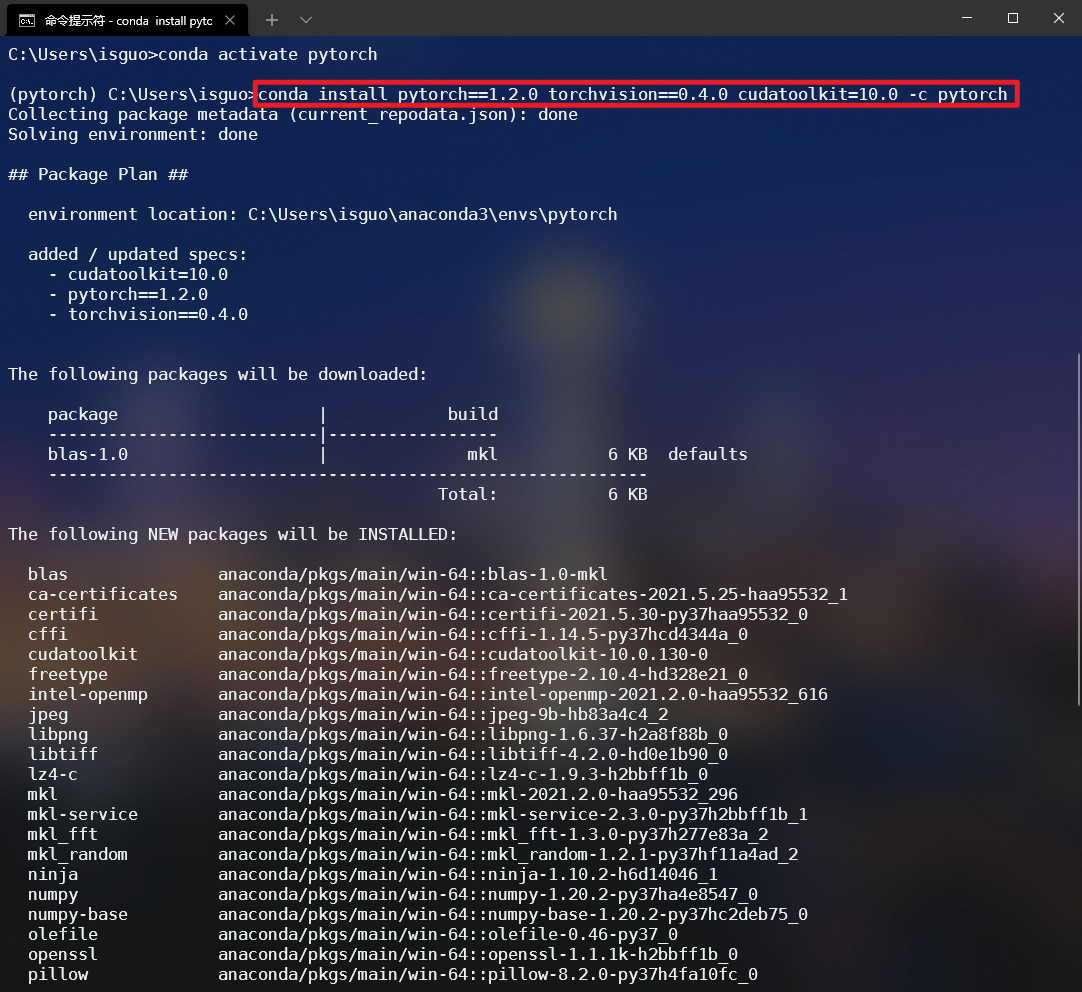 命令提示符 - conda  install pytc
C:\Users\isguo>conda activate pytorch
(pytorch) C:\Users\isguo>conda install pytorch==1.2.0 torchvision==0.4.0 cudatoolkit=10.0 -c pytorch
Collecting package metadata (current_repodata.json): done
Solving environment: done
## Package Plan ##
  environment location: C:\Users\isguo\anaconda3\envs\pytorch
  added / updated specs:
    - cudatoolkit=10.0
    - pytorch==1.2.0
    - torchvision==0.4.0
The following packages will be downloaded:
    package                    |            build
    ---------------------------|-----------------
    blas-1.0                   |              mkl           6 KB  defaults
    ------------------------------------------------------------
                                           Total:           6 KB
The following NEW packages will be INSTALLED:
  blas               anaconda/pkgs/main/win-64::blas-1.0-mkl
  ca-certificates    anaconda/pkgs/main/win-64::ca-certificates-2021.5.25-haa95532_1
  certifi            anaconda/pkgs/main/win-64::certifi-2021.5.30-py37haa95532_0
  cffi               anaconda/pkgs/main/win-64::cffi-1.14.5-py37hcd4344a_0
  cudatoolkit        anaconda/pkgs/main/win-64::cudatoolkit-10.0.130-0
  freetype           anaconda/pkgs/main/win-64::freetype-2.10.4-hd328e21_0
  intel-openmp       anaconda/pkgs/main/win-64::intel-openmp-2021.2.0-haa95532_616
  jpeg               anaconda/pkgs/main/win-64::jpeg-9b-hb83a4c4_2
  libpng             anaconda/pkgs/main/win-64::libpng-1.6.37-h2a8f88b_0
  libtiff            anaconda/pkgs/main/win-64::libtiff-4.2.0-hd0e1b90_0
  lz4-c              anaconda/pkgs/main/win-64::lz4-c-1.9.3-h2bbff1b_0
  mkl                anaconda/pkgs/main/win-64::mkl-2021.2.0-haa95532_296
  mkl-service        anaconda/pkgs/main/win-64::mkl-service-2.3.0-py37h2bbff1b_1
  mkl_fft            anaconda/pkgs/main/win-64::mkl_fft-1.3.0-py37h277e83a_2
  mkl_random         anaconda/pkgs/main/win-64::mkl_random-1.2.1-py37hf11a4ad_2
  ninja              anaconda/pkgs/main/win-64::ninja-1.10.2-h6d14046_1
  numpy              anaconda/pkgs/main/win-64::numpy-1.20.2-py37ha4e8547_0
  numpy-base         anaconda/pkgs/main/win-64::numpy-base-1.20.2-py37hc2deb75_0
  olefile            anaconda/pkgs/main/win-64::olefile-0.46-py37_0
  openssl            anaconda/pkgs/main/win-64::openssl-1.1.1k-h2bbff1b_0
  pillow             anaconda/pkgs/main/win-64::pillow-8.2.0-py37h4fa10fc_0